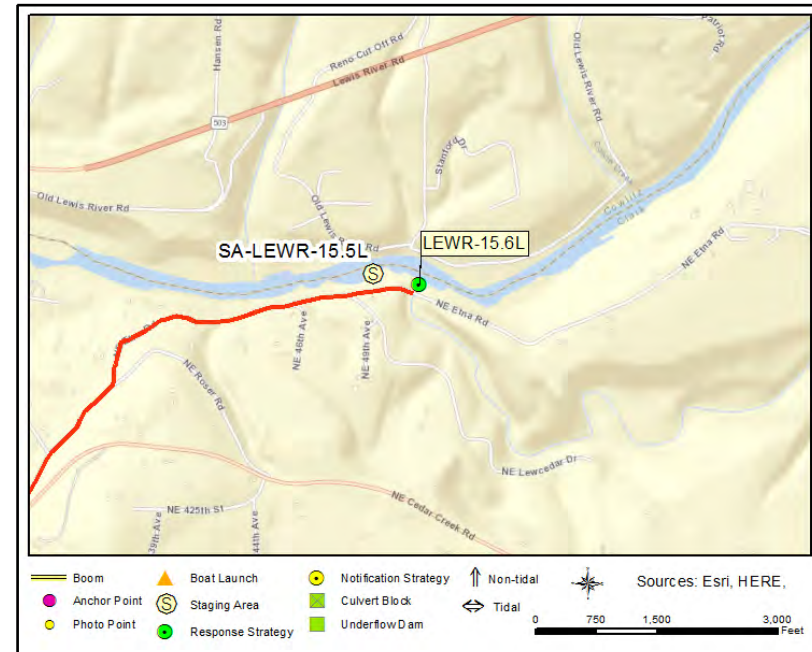 Hansen Rd
Reno Cut Off Rd
Lewis River Rd
Patriot Rd
503
Stanford Dr
Old Lewis River Rd
Old Lewis River Rd
Old Lewis River Rd
Cowlitz
Clark
SA-LEWR-15.5L
LEWR-15.6L
S
NE Etna Rd
NE Etna Rd
NE 46th Ave
NE 49th Ave
NE Roser Rd
NE Lewcedar Dr
NE 425th St
NE Cedar Creek Rd
39th Ave
44th Ave
Boom
Boat Launch
Notification Strategy
Non-tidal
Sources: Esri, HERE,
Anchor Point
S
Staging Area
Culvert Block
Tidal
Photo Point
Response Strategy
Underflow Dam
0 750 1,500 3,000
Feet